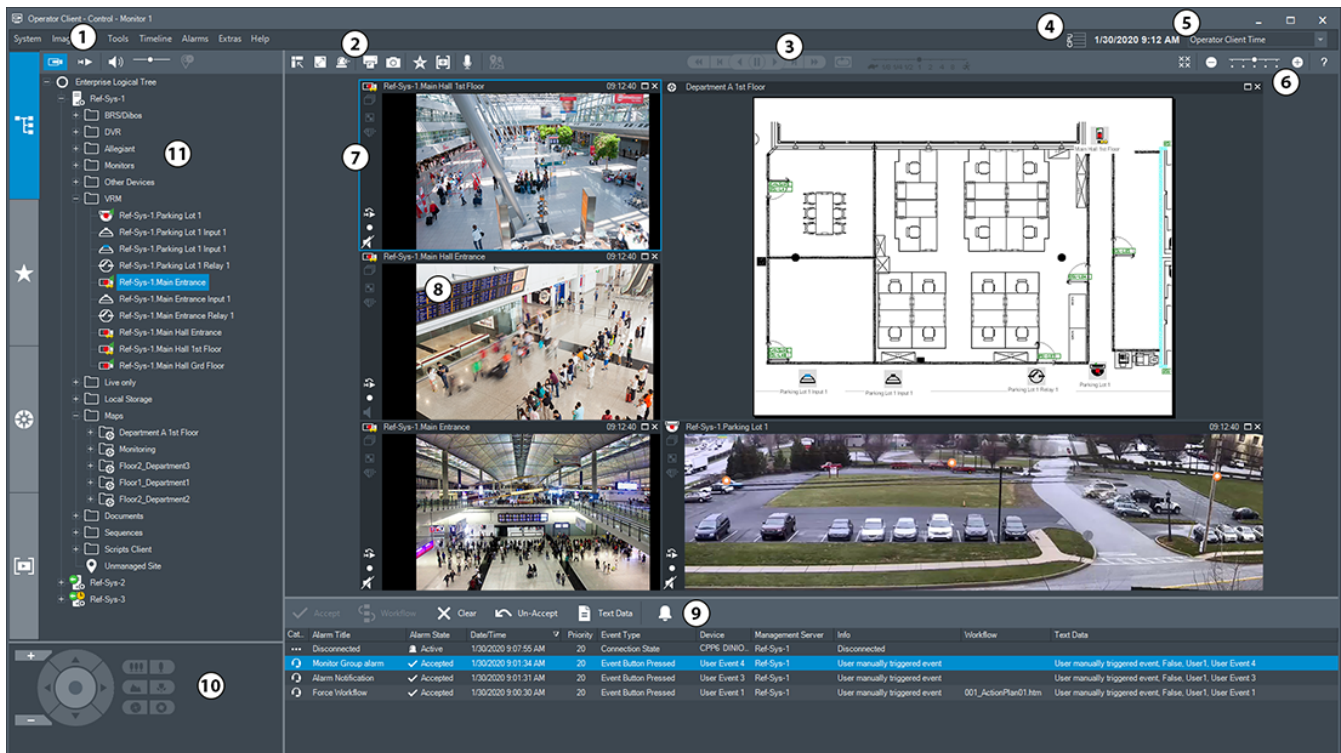 Operator Client - Control - Monitor 1
System Imag 1 Tools Timeline Alarms Extras Help
4
1/30/2020 9:12 AM
5
Operator Client Time
2
3
6
?
Enterprise Logical Tree
Ref-Sys-1
BRS/Dibos
DVR
Allegiant
11
Monitors
Other Devices
VRM
Ref-Sys-1.Parking Lot 1
Ref-Sys-1.Parking Lot 1 Input 1
Ref-Sys-1.Parking Lot 1 Input 1
Ref-Sys-1.Parking Lot 1 Relay 1
Ref-Sys-1.Main Entrance
Ref-Sys-1.Main Entrance Input 1
Ref-Sys-1.Main Entrance Relay 1
Ref-Sys-1.Main Hall Entrance
Ref-Sys-1.Main Hall 1st Floor
Ref-Sys-1.Main Hall Grd Floor
Live only
Local Storage
Maps
Department A 1st Floor
Monitoring
Floor2_Department3
Floor1_Department1
Floor2_Department2
Documents
Sequences
Scripts Client
Unmanaged Site
Ref-Sys-2
Ref-Sys-3
10
Ref-Sys-1.Main Hall 1st Floor 09:12:40
7
Ref-Sys-1.Main Hall Entrance 09:12:40
8
Ref-Sys-1.Main Entrance 09:12:40
Department A 1st Floor
Main Hall 1st Floor
Parking Lot 1 Input 1
Parking Lot 1 Input 1
Parking Lot 1 Relay 1
Parking Lot 1
Ref-Sys-1.Parking Lot 1 09:12:40
Accept Workflow Clear Un-Accept Text Data 9
Cat... Alarm Title Alarm State Date/Time Priority Event Type Device Management Server Info Workflow Text Data
Disconnected Active 1/30/2020 9:07:55 AM 20 Connection State CPP6 DINIO... Ref-Sys-1 Disconnected
Monitor Group alarm Accepted 1/30/2020 9:01:34 AM 20 Event Button Pressed User Event 4 Ref-Sys-1 User manually triggered event User manually triggered event, False, User1, User Event 4
Alarm Notification Accepted 1/30/2020 9:01:31 AM 20 Event Button Pressed User Event 3 Ref-Sys-1 User manually triggered event User manually triggered event, False, User1, User Event 3
Force Workflow Accepted 1/30/2020 9:00:30 AM 20 Event Button Pressed User Event 1 Ref-Sys-1 User manually triggered event 001_ActionPlan01.htm User manually triggered event, False, User1, User Event 1